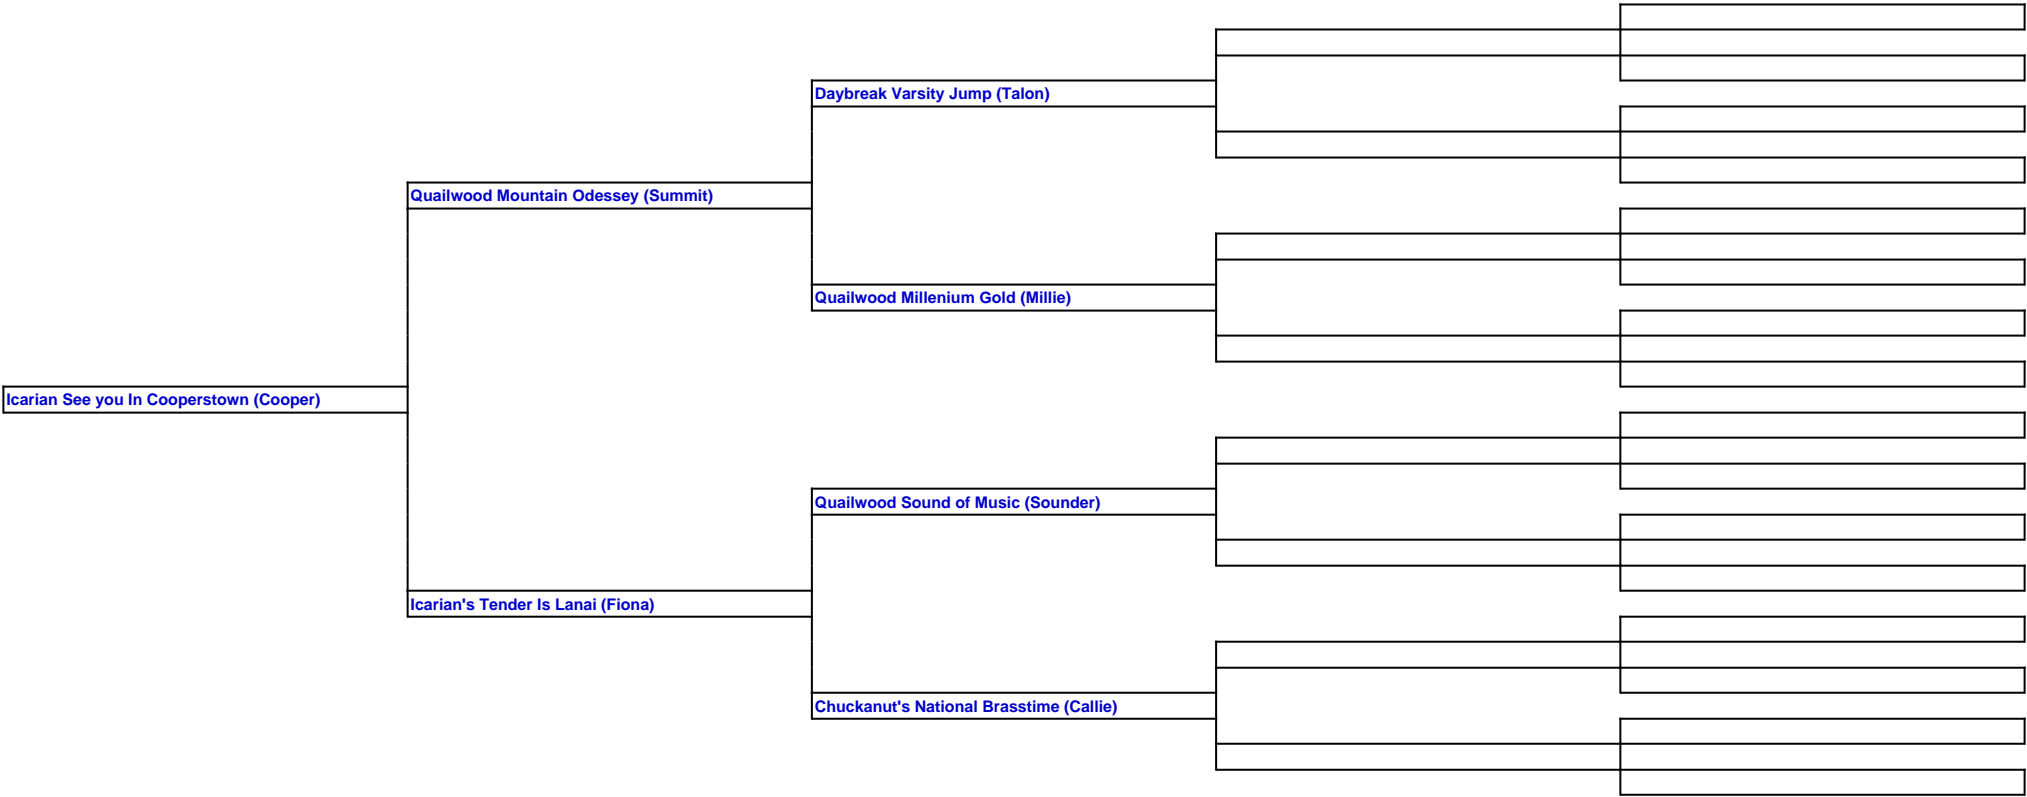 Daybreak Varsity Jump (Talon)
Quailwood Mountain Odessey (Summit)
Quailwood Millenium Gold (Millie)
Icarian See you In Cooperstown (Cooper)
Quailwood Sound of Music (Sounder)
Icarian's Tender Is Lanai (Fiona)
Chuckanut's National Brasstime (Callie)